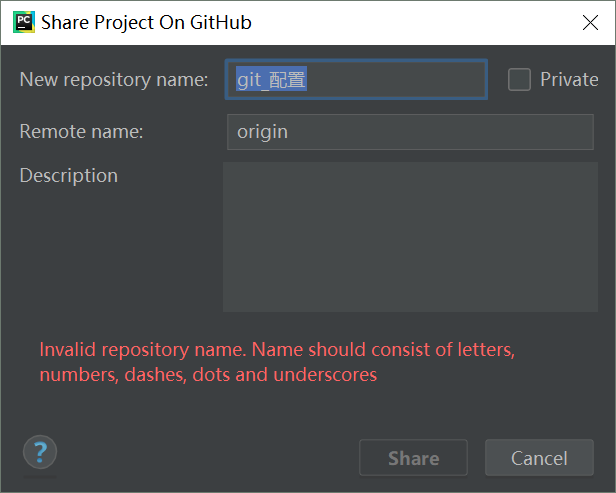 PC Share Project On GitHub
New repository name: git_配置 Private
Remote name: origin
Description
Invalid repository name. Name should consist of letters,
numbers, dashes, dots and underscores
? Share Cancel